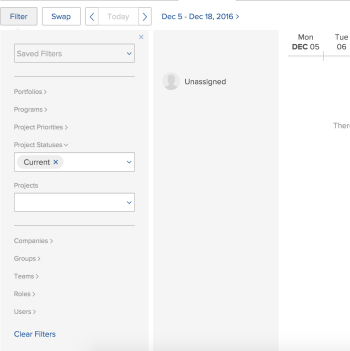 Filter Swap < Today > Dec 5 - Dec 18, 2016 >
Mon Tue
DEC 05 06
×
Saved Filters
Unassigned
Portfolios >
Programs >
Project Priorities >
Ther
Project Statuses
Current ×
Projects
Companies >
Groups >
Teams >
Roles >
Users >
Clear Filters